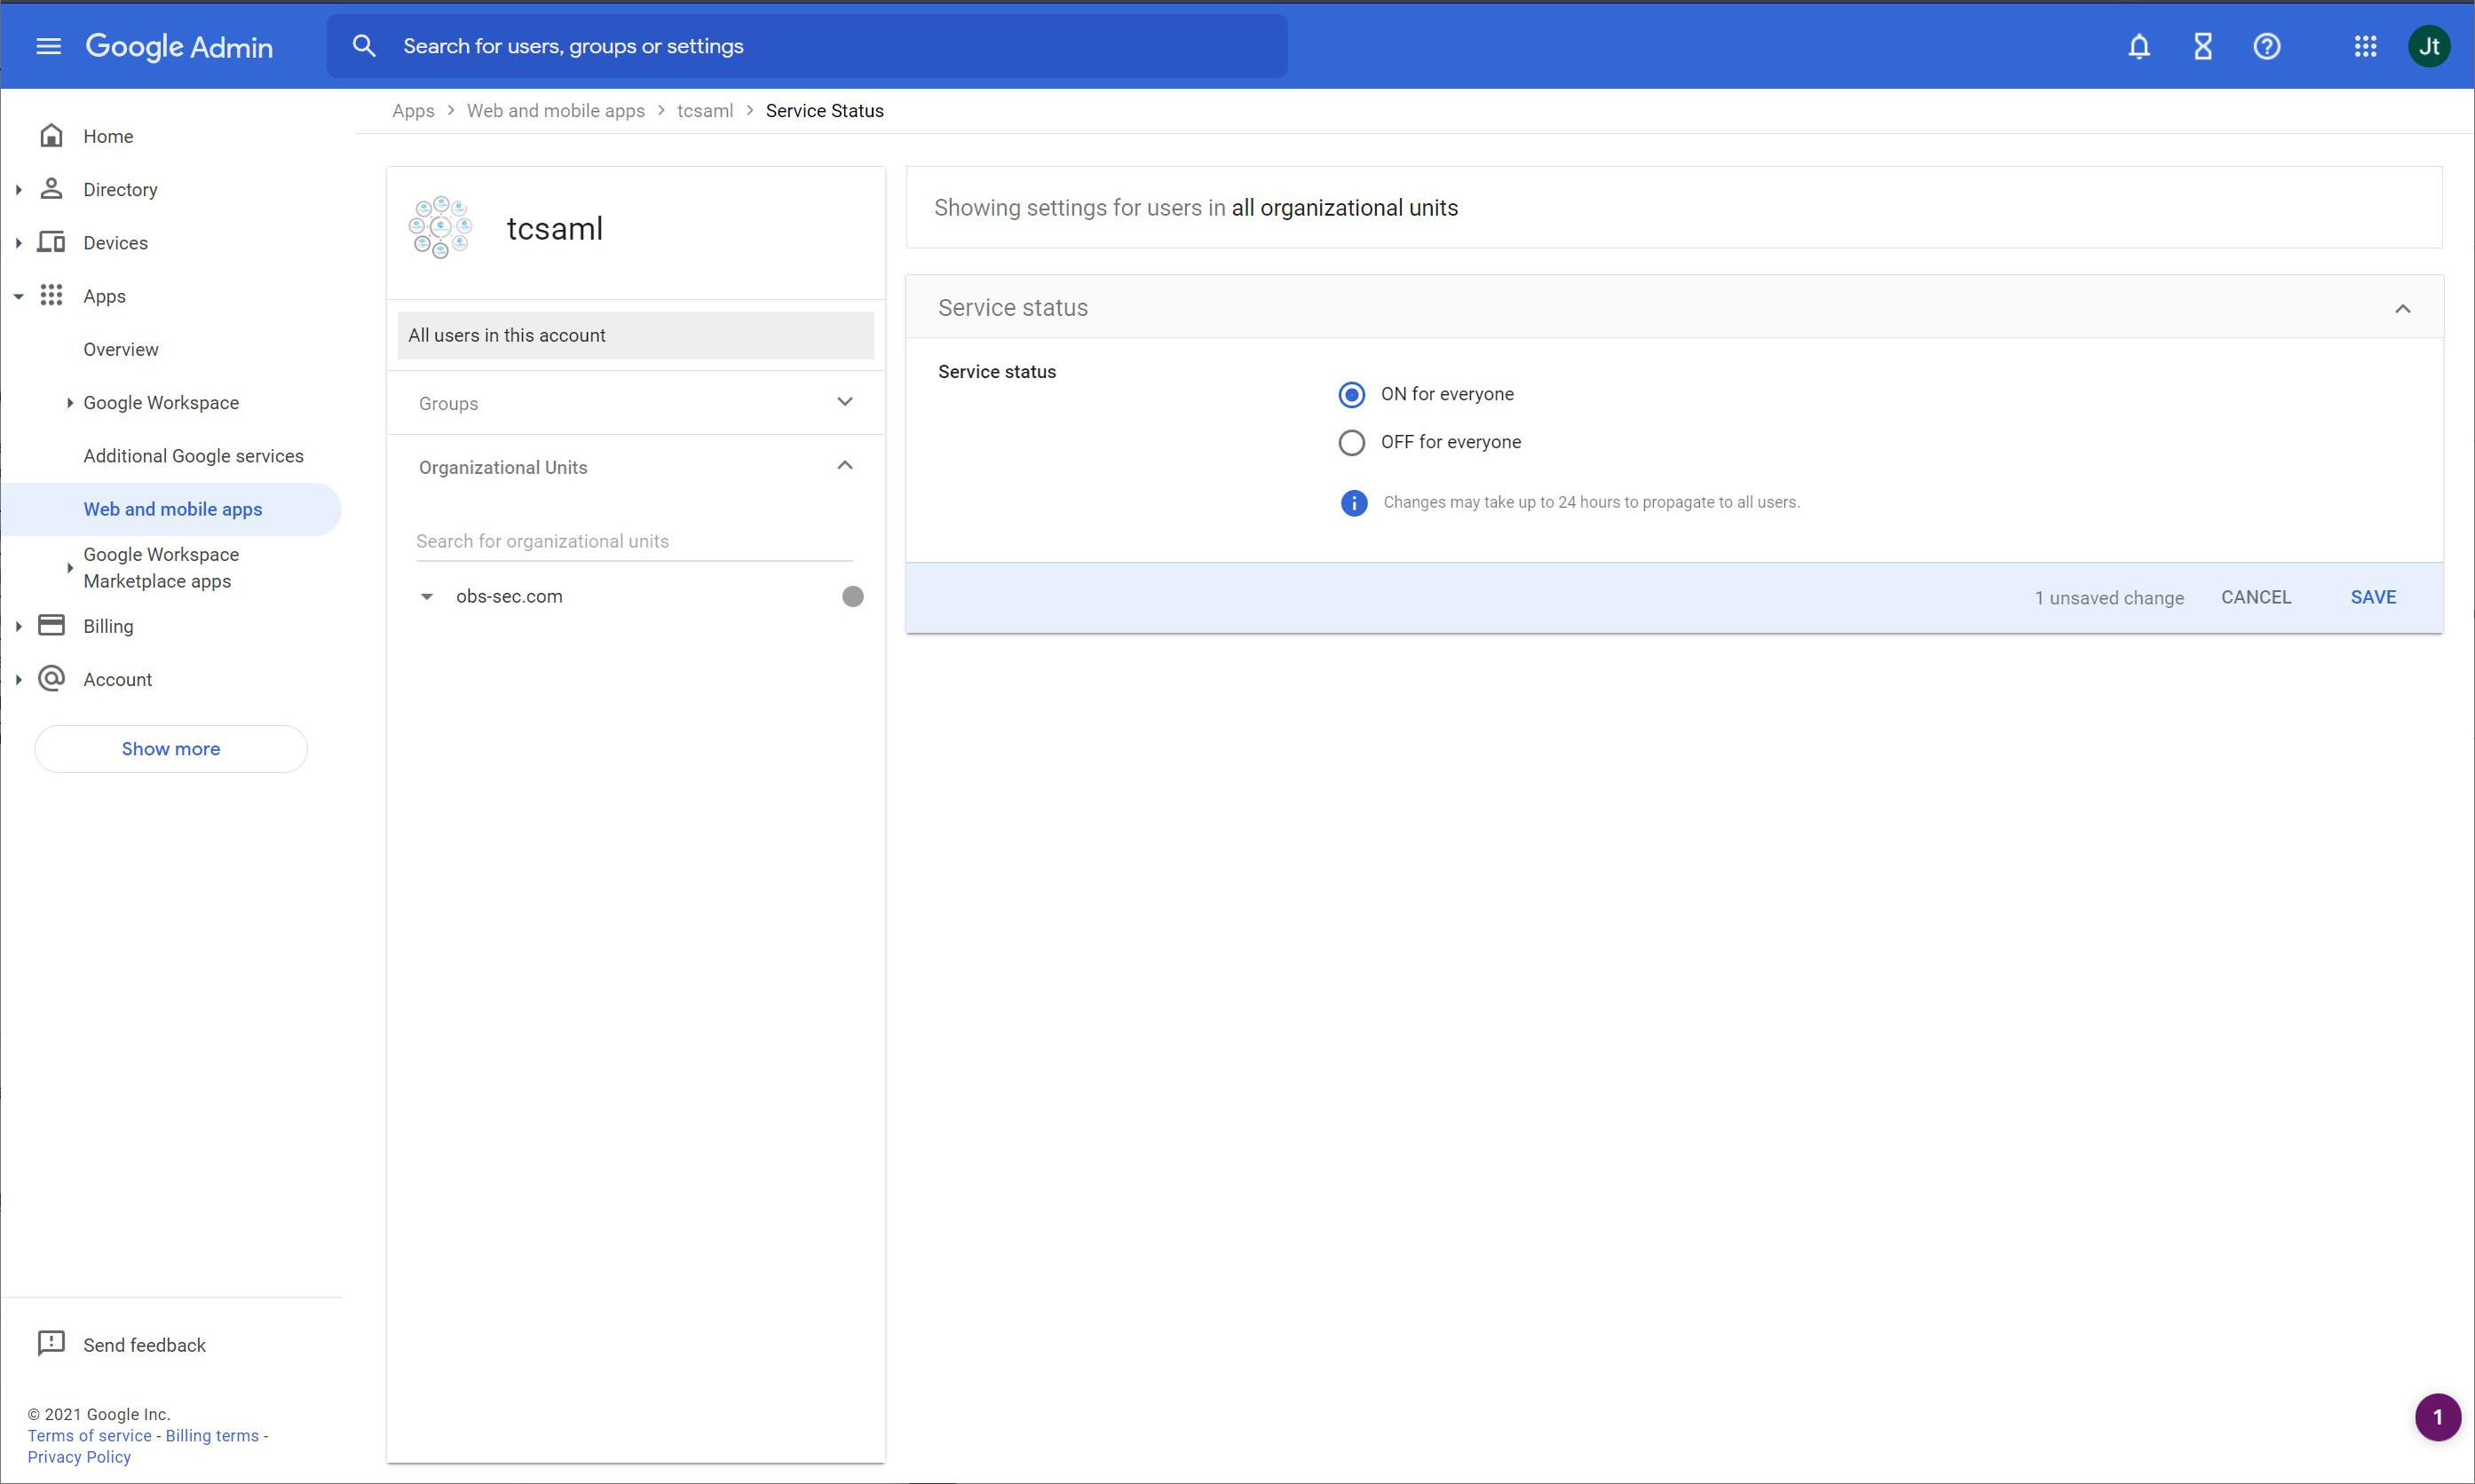 Google Admin
Search for users, groups or settings
Jt
Apps > Web and mobile apps > tcsaml > Service Status
Home
Directory
Devices
Apps
Overview
Google Workspace
Additional Google services
Web and mobile apps
Google Workspace
Marketplace apps
Billing
Account
Show more
Send feedback
© 2021 Google Inc.
Terms of service - Billing terms -
Privacy Policy
tcsaml
All users in this account
Groups
Organizational Units
Search for organizational units
obs-sec.com
Showing settings for users in all organizational units
Service status
Service status
ON for everyone
OFF for everyone
Changes may take up to 24 hours to propagate to all users.
1 unsaved change CANCEL SAVE
1